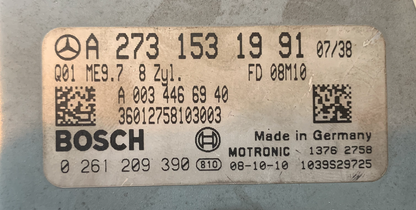 A 273 153 19 91 07/38
Q01 ME9.7 8 Zyl. FD 08M10
A 003 446 69 40
36012758103003
BOSCH Made in Germany
MOTRONIC 1376 2758
0 261 209 390 810 08-10-10 1039S29725